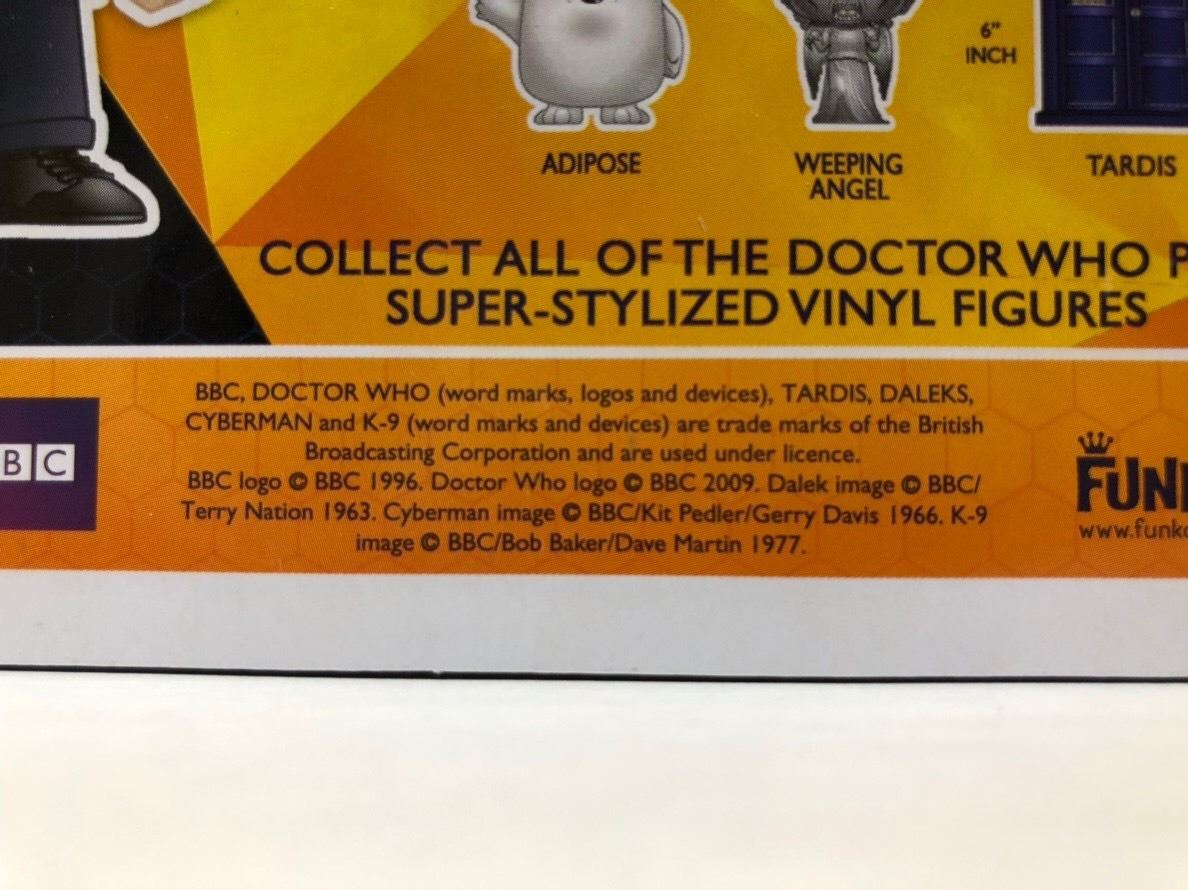 6"
INCH
ADIPOSE
WEEPING
ANGEL
TARDIS
COLLECT ALL OF THE DOCTOR WHO P
SUPER-STYLIZED VINYL FIGURES
BBC, DOCTOR WHO (word marks, logos and devices), TARDIS, DALEKS,
CYBERMAN and K-9 (word marks and devices) are trade marks of the British
Broadcasting Corporation and are used under licence.
BBC logo © BBC 1996. Doctor Who logo © BBC 2009. Dalek image © BBC/
Terry Nation 1963. Cyberman image © BBC/Kit Pedler/Gerry Davis 1966. K-9
image © BBC/Bob Baker/Dave Martin 1977.
B C
FUN
www.funko